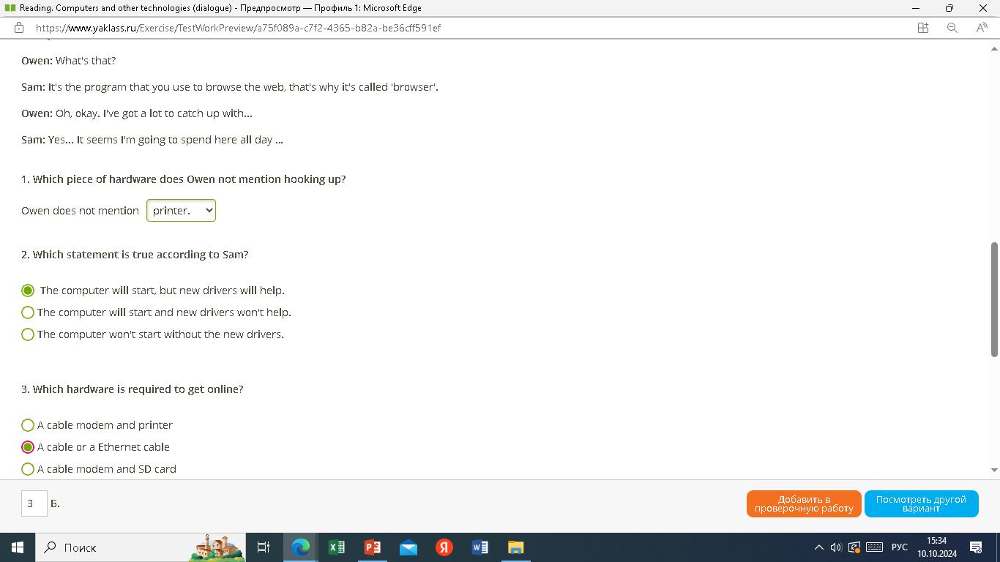 Reading. Computers and other technologies (dialogue) - Предпросмотр — Профиль 1: Microsoft Edge
https://www.yaklass.ru/Exercise/TestWorkPreview/a75f089a-c7f2-4365-b82a-be36cff591ef
Owen: What's that?
Sam: It's the program that you use to browse the web, that's why it's called 'browser'.
Owen: Oh, okay. I've got a lot to catch up with...
Sam: Yes... It seems I'm going to spend here all day ...
1. Which piece of hardware does Owen not mention hooking up?
Owen does not mention printer.
2. Which statement is true according to Sam?
The computer will start, but new drivers will help.
The computer will start and new drivers won't help.
The computer won't start without the new drivers.
3. Which hardware is required to get online?
A cable modem and printer
A cable or a Ethernet cable
A cable modem and SD card
3 Б.
Добавить в
проверочную работу
Посмотреть другой
вариант
Поиск
РУС
15:34
10.10.2024